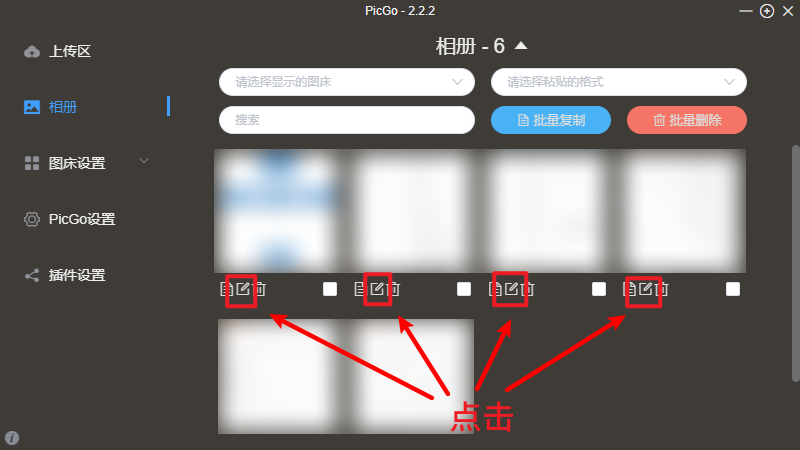 PicGo - 2.2.2
上传区
相册 - 6
请选择显示的图床
请选择粘贴的格式
相册
搜索
批量复制
批量删除
图床设置
PicGo设置
插件设置
点击